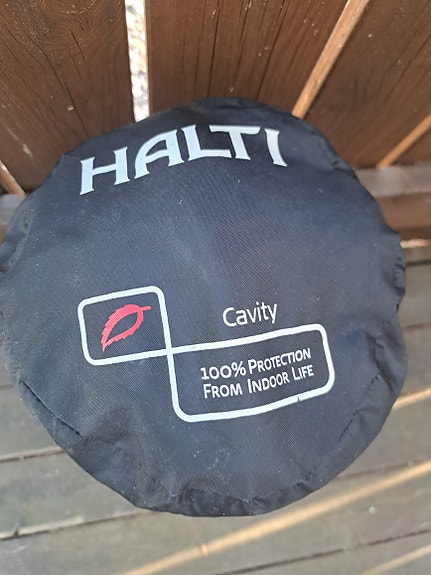 HALTI
Cavity
100% PROTECTION
FROM INDOOR LIFE